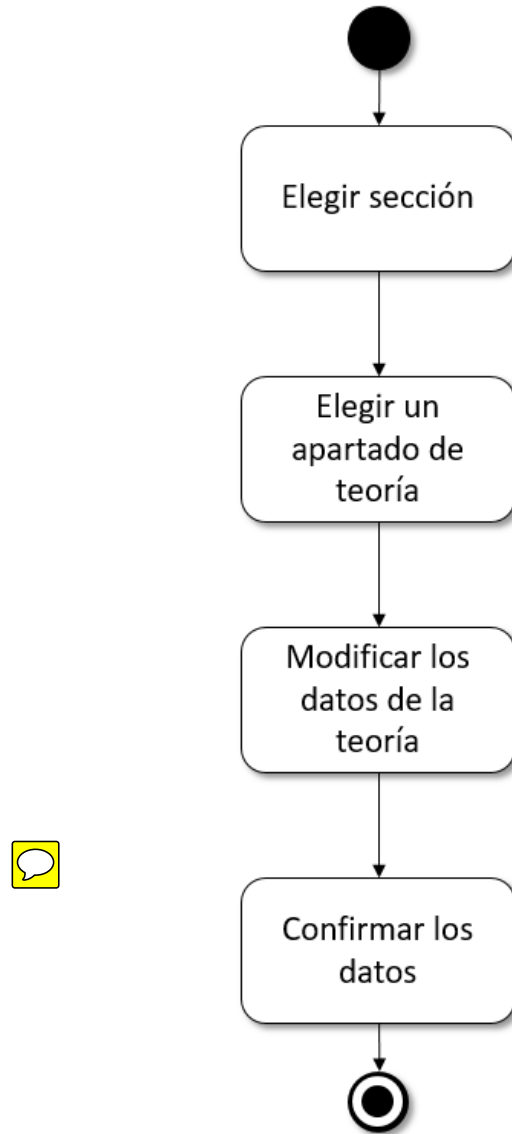 Elegir sección
Elegir un
apartado de
teoría
Modificar los
datos de la
teoría
Confirmar los
datos